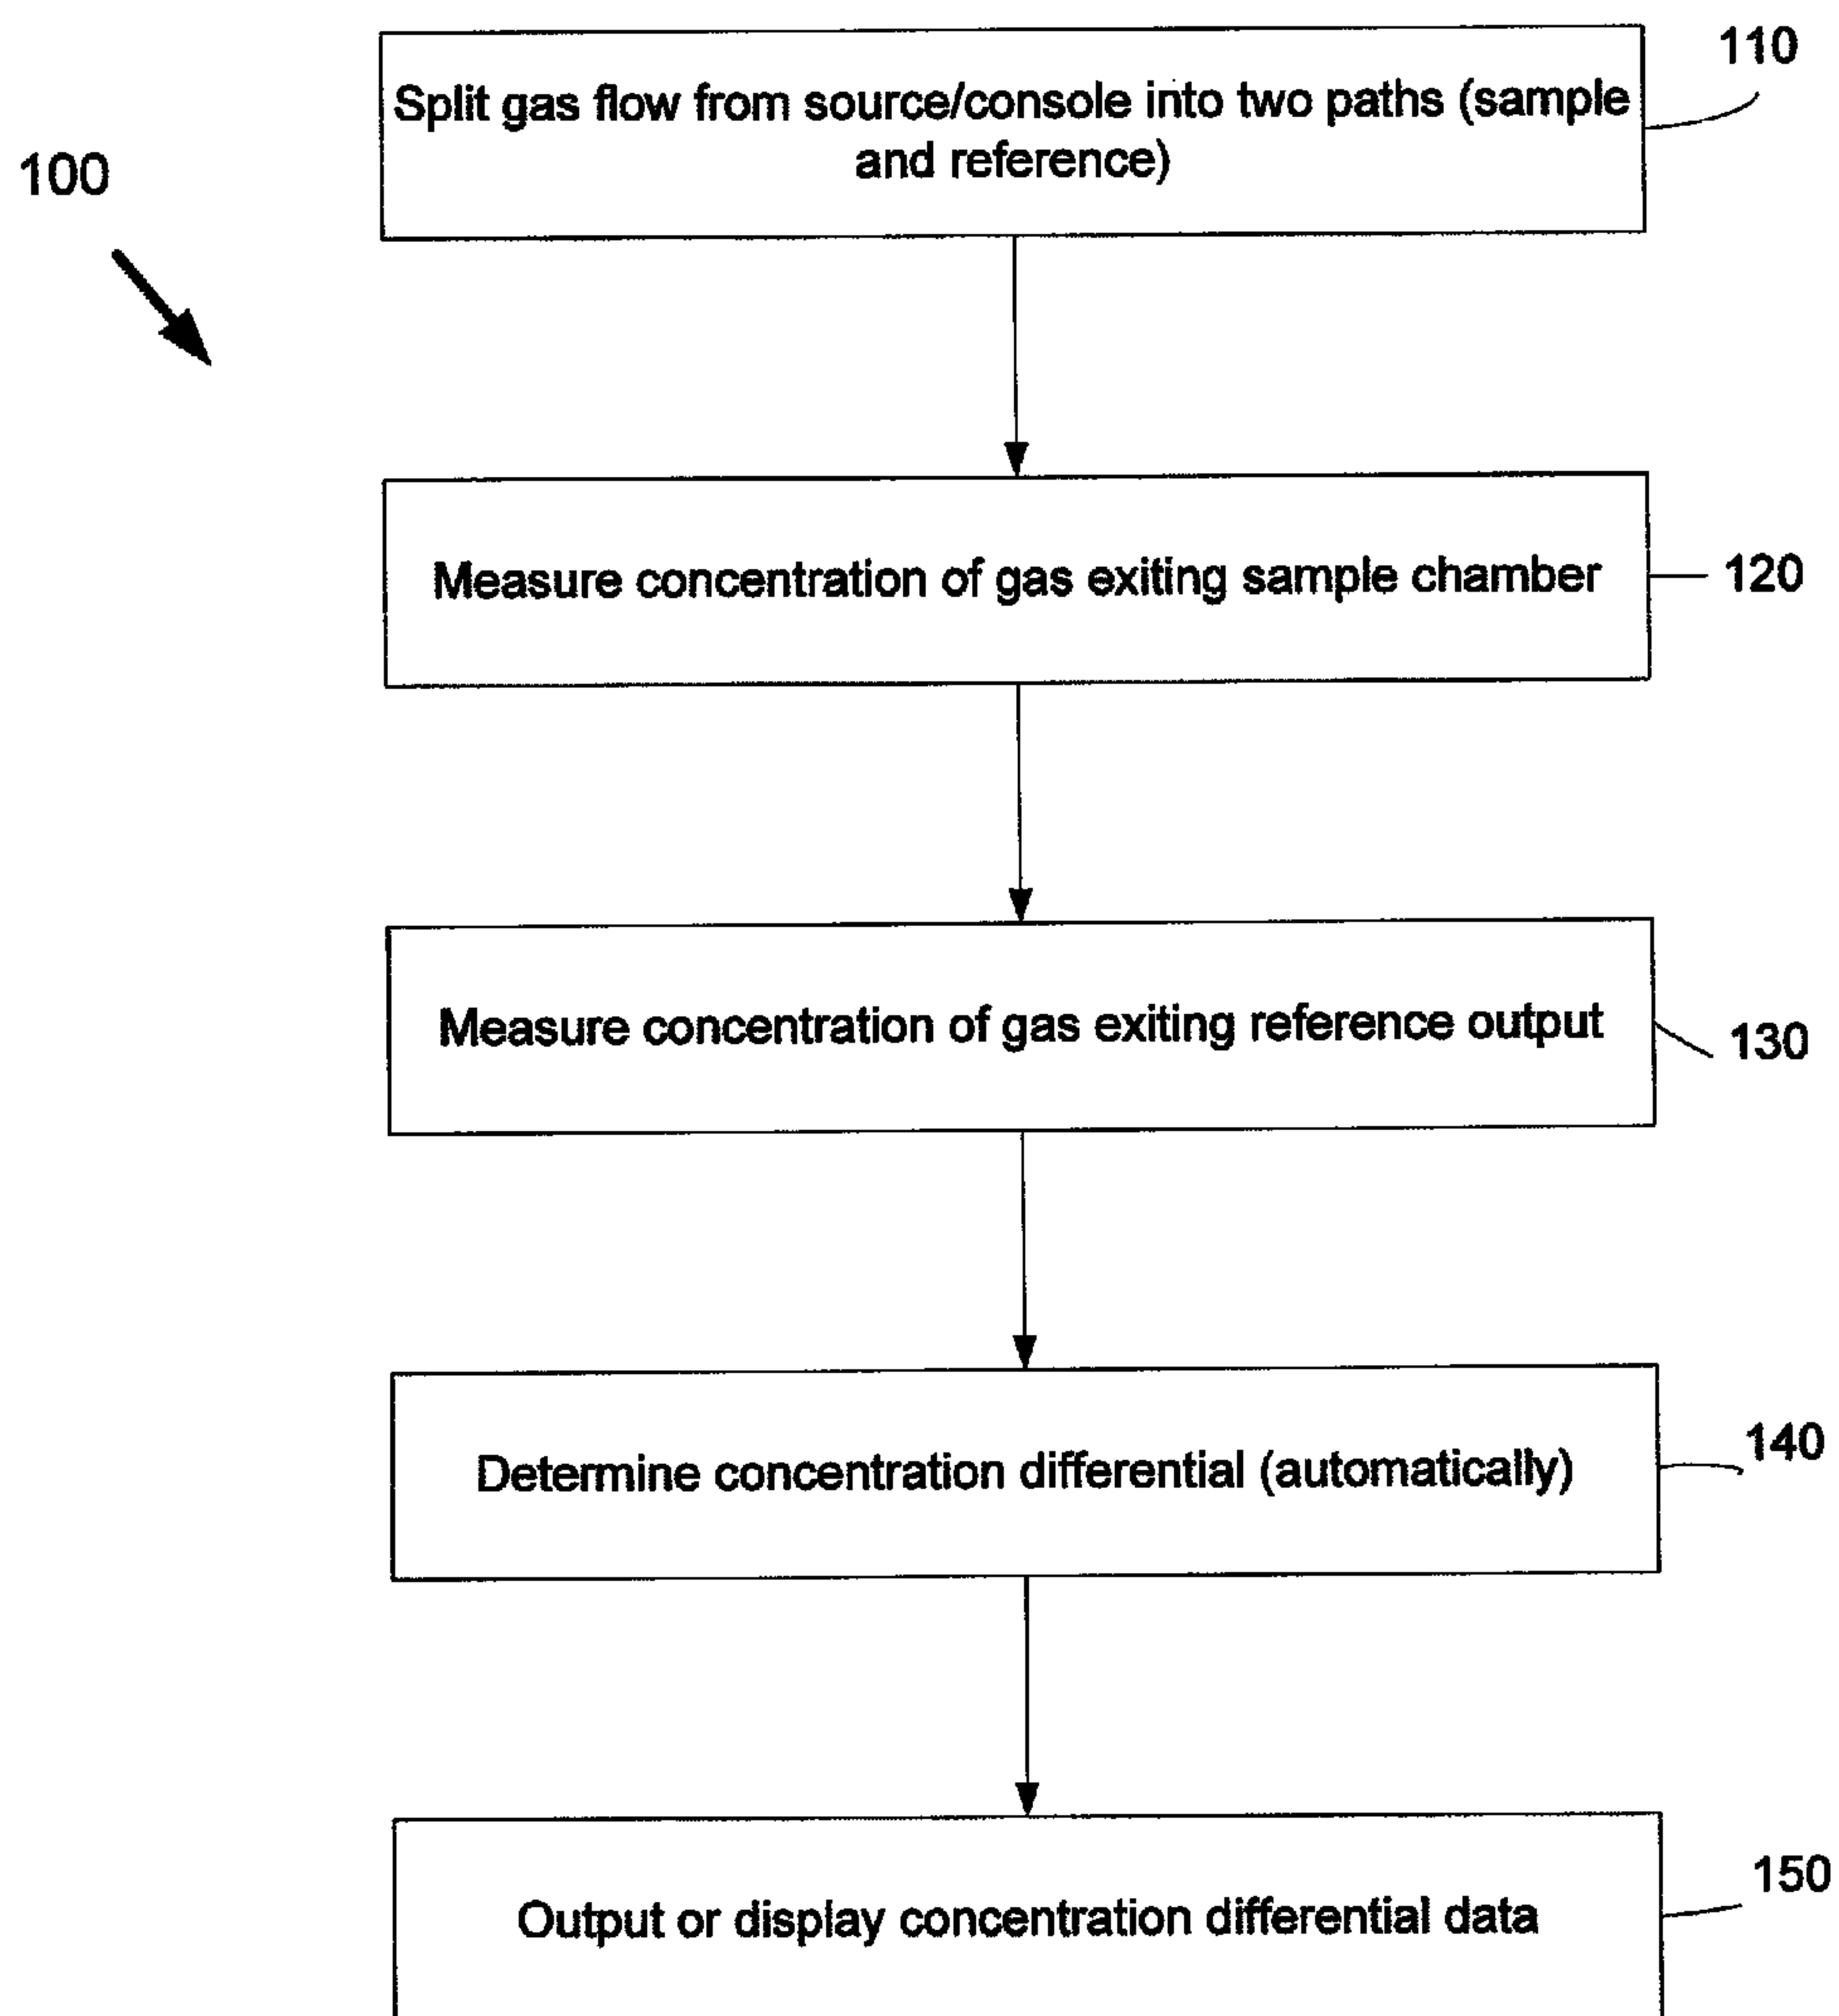 110
Split gas flow from source/console into two paths (sample
and reference)
100
Measure concentration of gas exiting sample chamber
120
Measure concentration of gas exiting reference output
130
Determine concentration differential (automatically)
140
Output or display concentration differential data
150